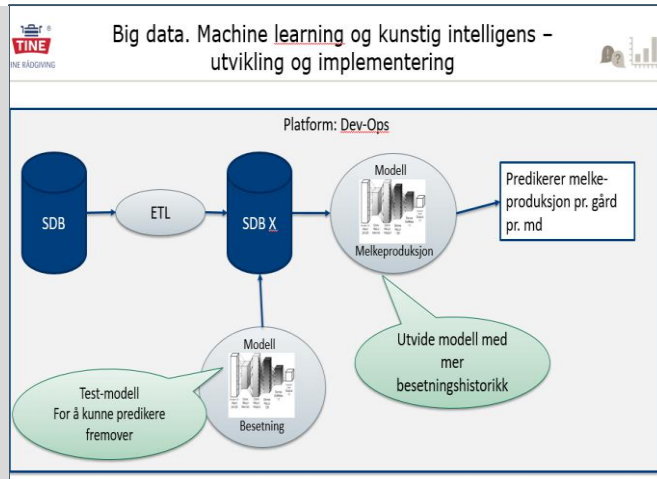 TINE
NE RÅDGIVING
Big data. Machine learning og kunstig intelligens –
utvikling og implementering
Platform: Dev-Ops
SDB
ETL
SDB X
Modell
Melkeproduksjon
Predikerer melke-
produksjon pr. gård
pr. md
Utvide modell med
mer
besetningshistorikk
Modell
Besetning
Test-modell
For å kunne predikere
fremover